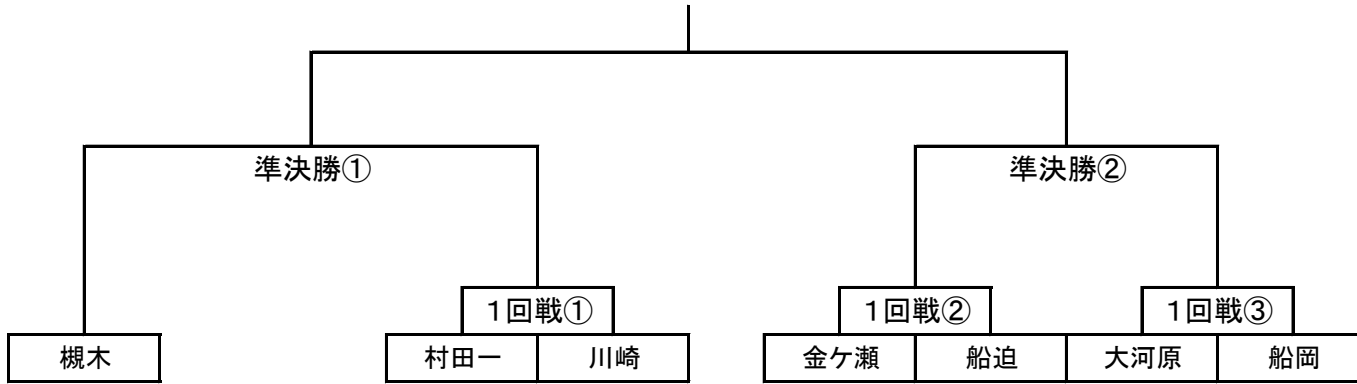 準決勝①
準決勝②
１回戦①
１回戦②
１回戦③
槻木
村田一
川崎
金ケ瀬
船迫
大河原
船岡